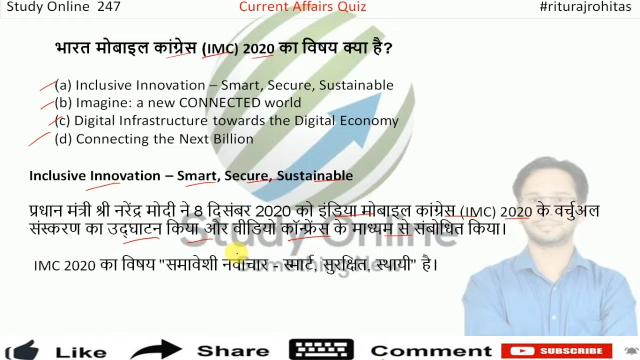 Study Online 247
Current Affairs Quiz
#riturajrohitas
भारत मोबाइल कांग्रेस (IMC) 2020 का विषय क्या है?
(a) Inclusive Innovation – Smart, Secure, Sustainable
(b) Imagine: a new CONNECTED world
(c) Digital Infrastructure towards the Digital Economy
(d) Connecting the Next Billion
Inclusive Innovation – Smart, Secure, Sustainable
प्रधान मंत्री श्री नरेंद्र मोदी ने 8 दिसंबर 2020 को इंडिया मोबाइल कांग्रेस (IMC) 2020 के वर्चुअल
संस्करण का उद्घाटन किया और वीडियो कॉन्फ्रेंस के माध्यम से संबोधित किया।
Study Online
IMC 2020 का विषय "समावेशी नवाचार - स्मार्ट, सुरक्षित, स्थायी" है।
Like
Share
Comment
SUBSCRIBE